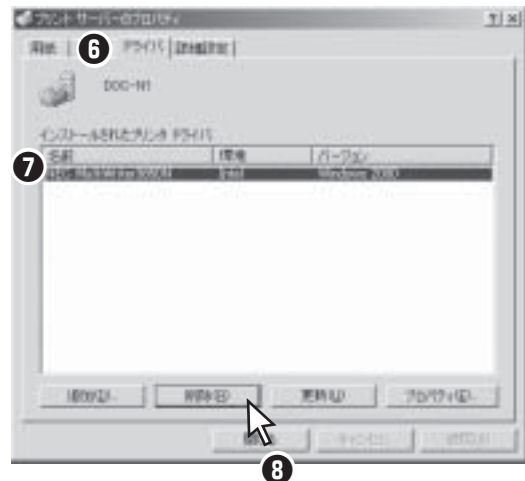 プリント サーバーのプロパティ
用紙 ドライバ 詳細設定
6
DOC-N1
インストールされたプリンタ ドライバ
名前 環境 バージョン
7
Intel Windows 2000
追加(D)... 削除(R) 更新(U) プロパティ(P)...
キャンセル
8